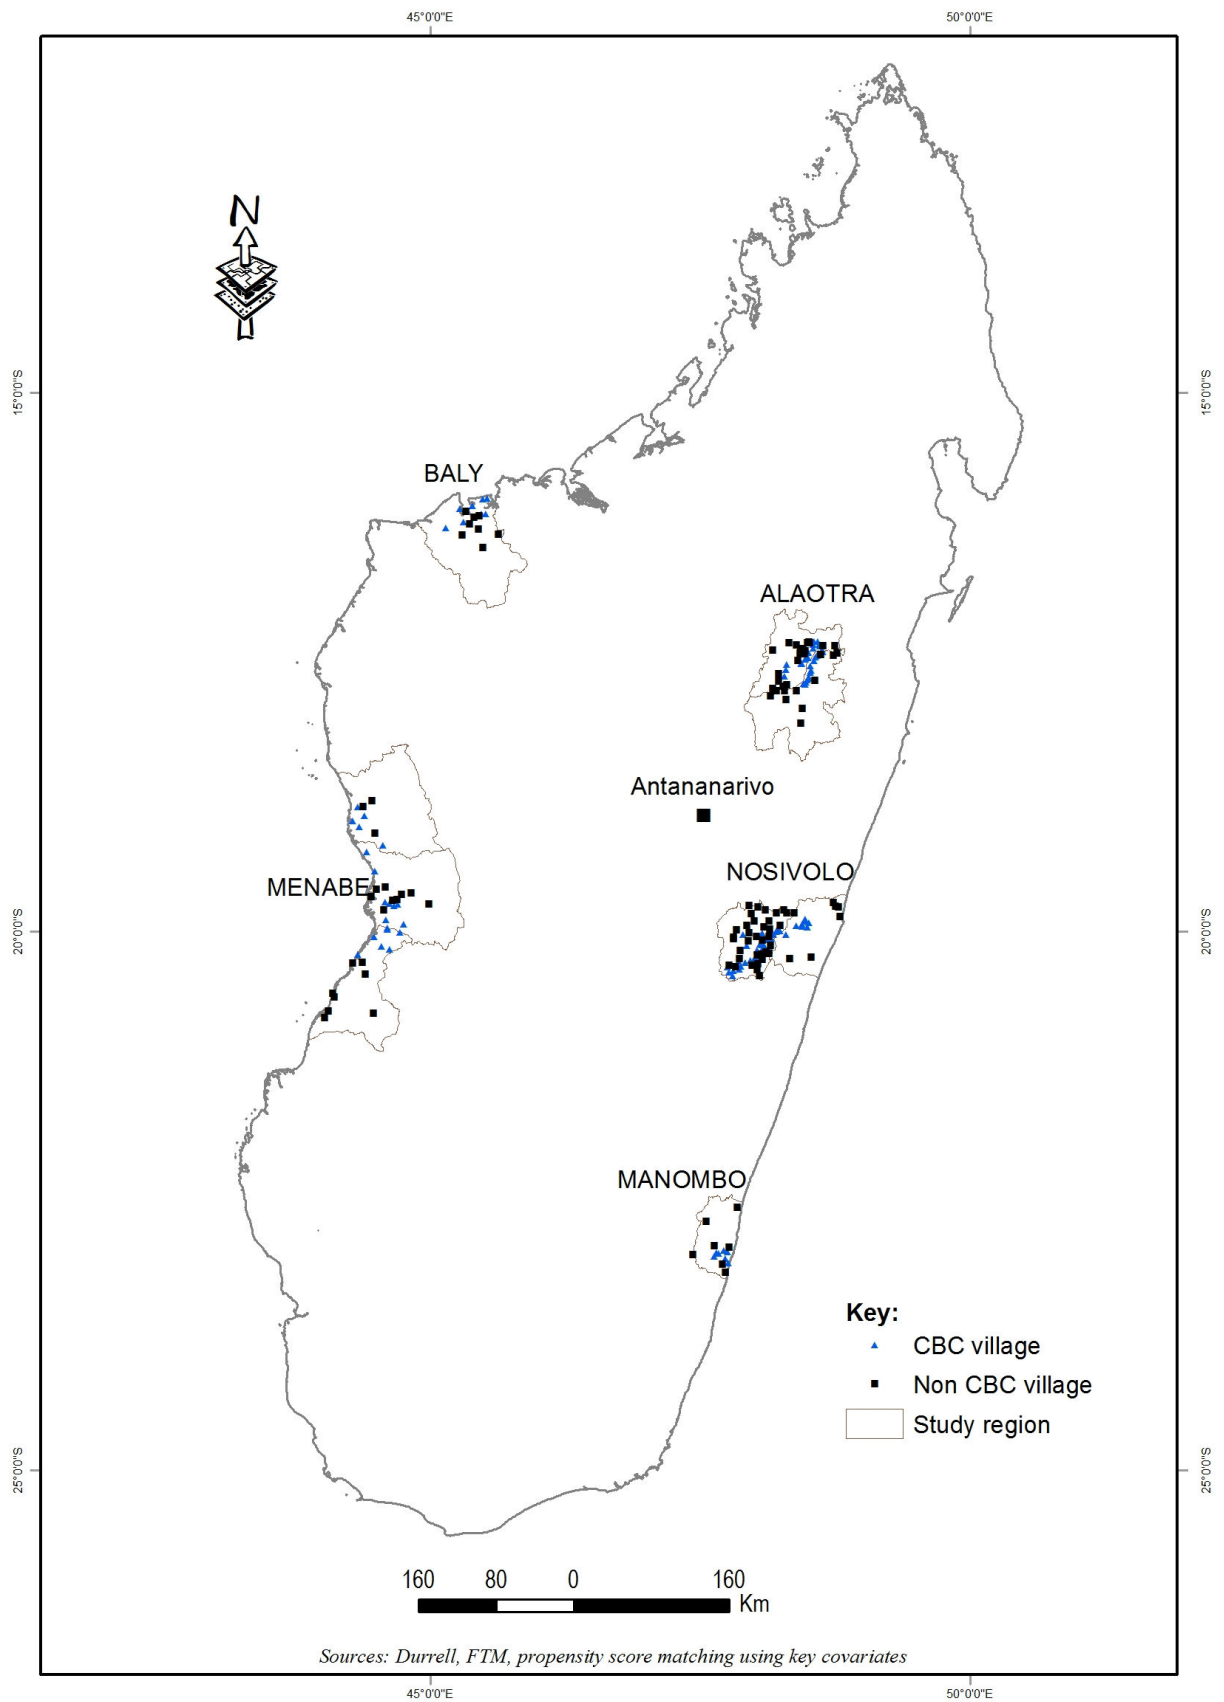 45°0'0"E 50°0'0"E
N
15°0'0"S 15°0'0"S
BALY
ALAOTRA
Antananarivo
NOSIVOLO
MENABE
20°0'0"S 20°0'0"S
MANOMBO
Key:
CBC village
Non CBC village
Study region
25°0'0"S 25°0'0"S
160 80 0 160
Km
Sources: Durrell, FTM, propensity score matching using key covariates
45°0'0"E 50°0'0"E